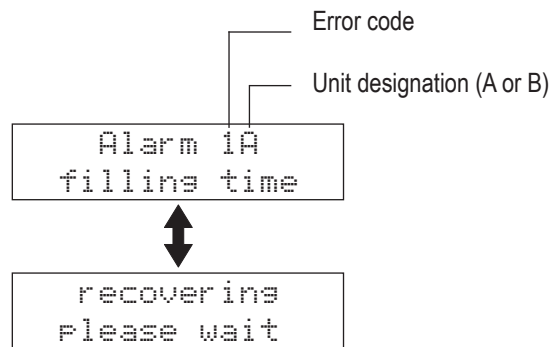 Error code
Unit designation (A or B)
Alarm 1A
filling time
recovering
please wait